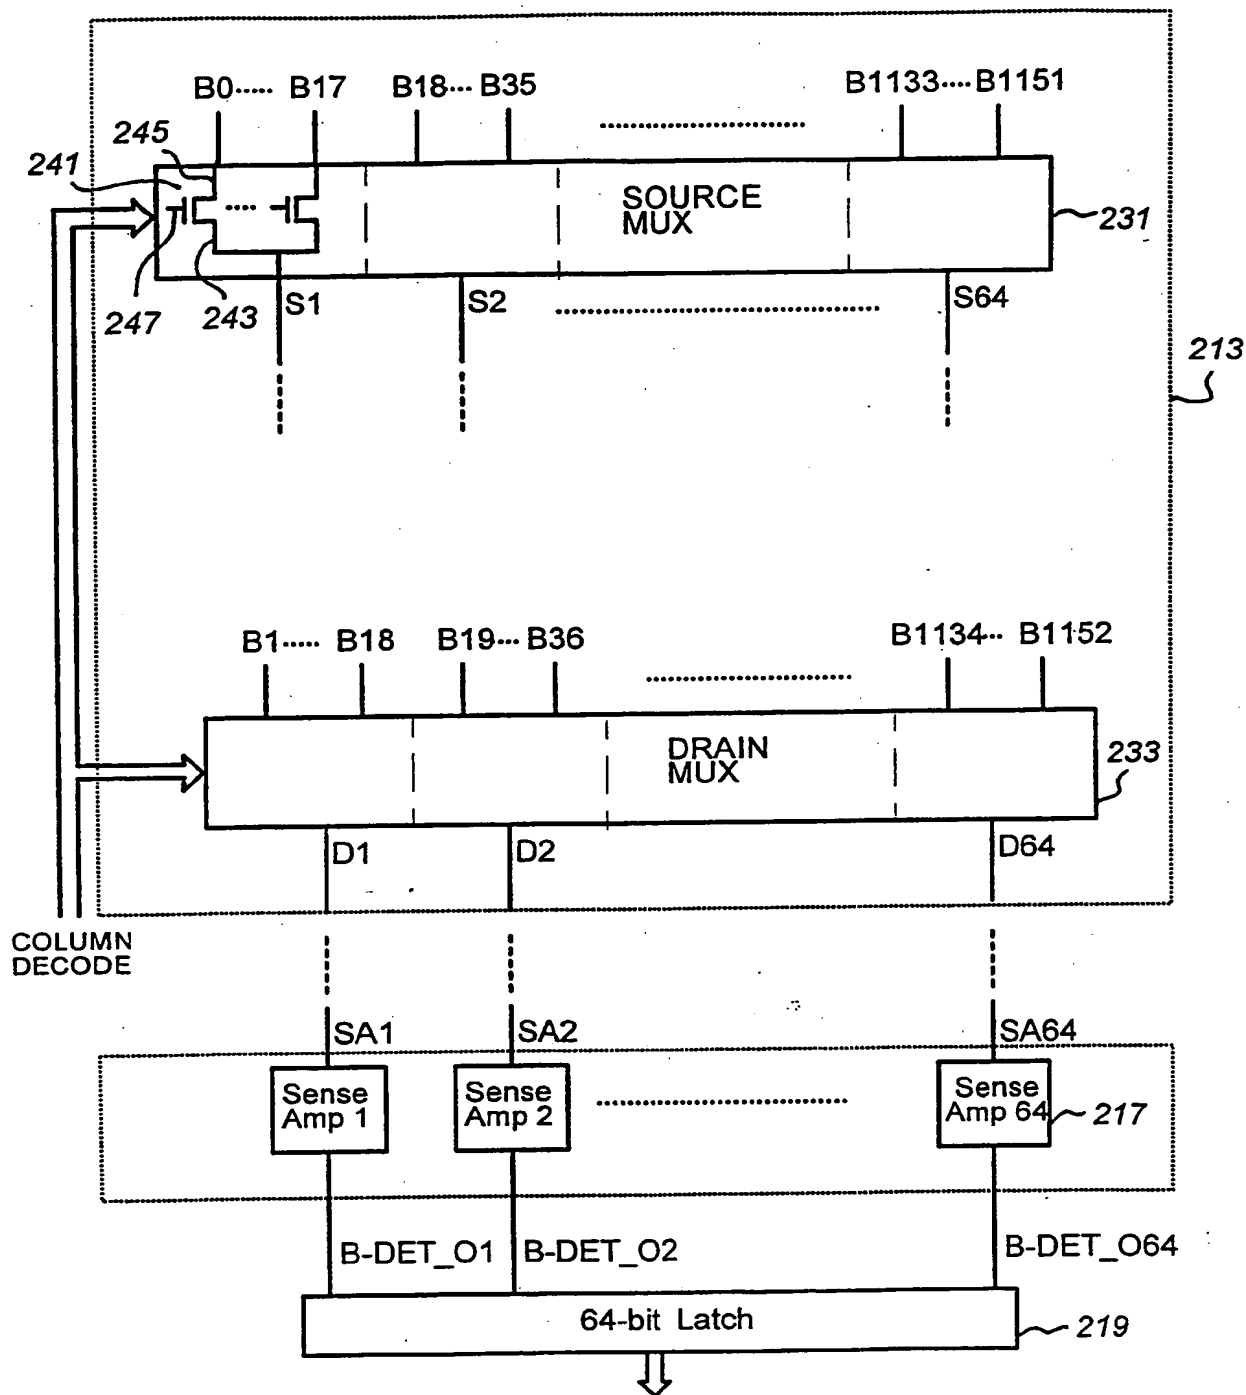 B0····· B17 B18··· B35 B1133···· B1151
245
241
SOURCE
MUX
231
247 243 S1 S2 S64
213
B1····· B18 B19··· B36 B1134··· B1152
DRAIN
MUX
233
D1 D2 D64
COLUMN
DECODE
SA1 SA2 SA64
Sense
Amp 1
Sense
Amp 2
Sense
Amp 64
217
B-DET_O1 B-DET_O2 B-DET_O64
64-bit Latch
219